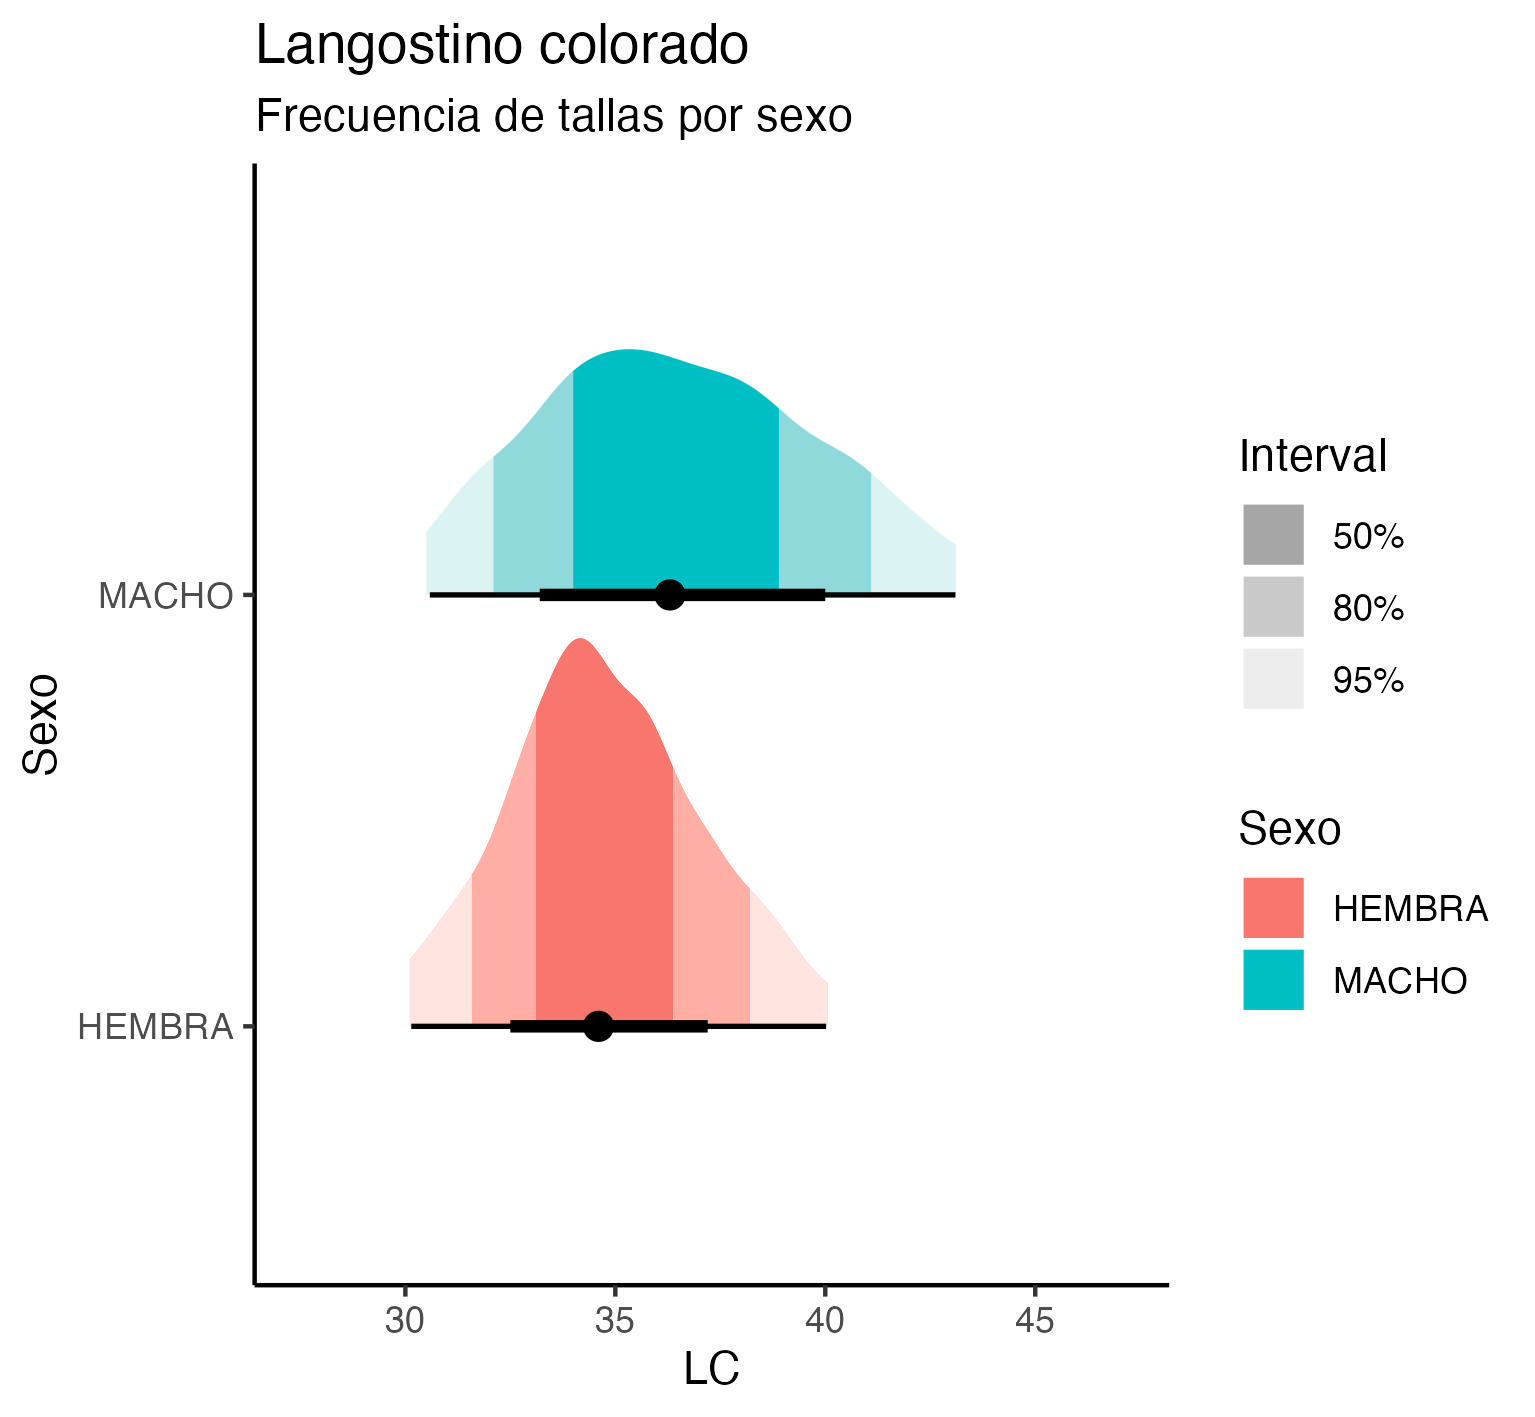 Langostino colorado
Frecuencia de tallas por sexo
MACHO
HEMBRA
Sexo
30 35 40 45
LC
Interval
50%
80%
95%
Sexo
HEMBRA
MACHO